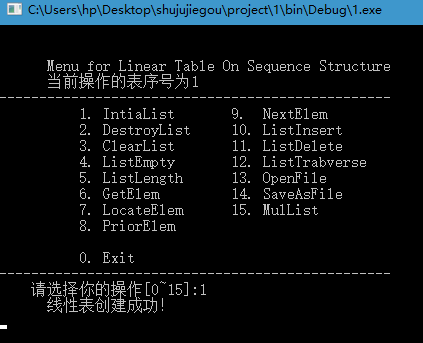 C:\Users\hp\Desktop\shujujiegou\project\1\bin\Debug\1.exe
Menu for Linear Table On Sequence Structure
当前操作的表序号为1
-------------------------------------------------
1. IntiaList 9. NextElem
2. DestroyList 10. ListInsert
3. ClearList 11. ListDelete
4. ListEmpty 12. ListTrabverse
5. ListLength 13. OpenFile
6. GetElem 14. SaveAsFile
7. LocateElem 15. MulList
8. PriorElem
0. Exit
-------------------------------------------------
请选择你的操作[0~15]:1
线性表创建成功!